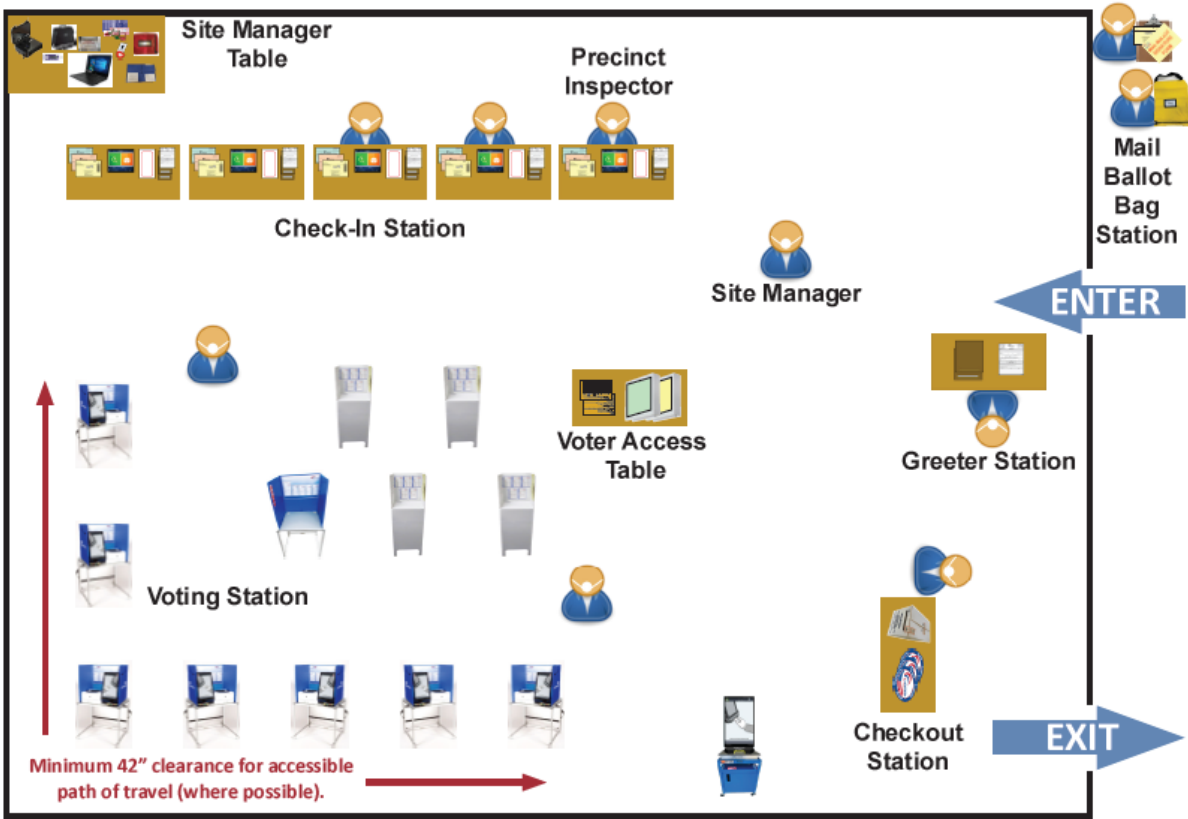 Site Manager
Table
Precinct
Inspector
Mail
Ballot
Bag
Station
Check-In Station
Site Manager
ENTER
Voter Access
Table
Greeter Station
Voting Station
Checkout
Station
EXIT
Minimum 42” clearance for accessible
path of travel (where possible).